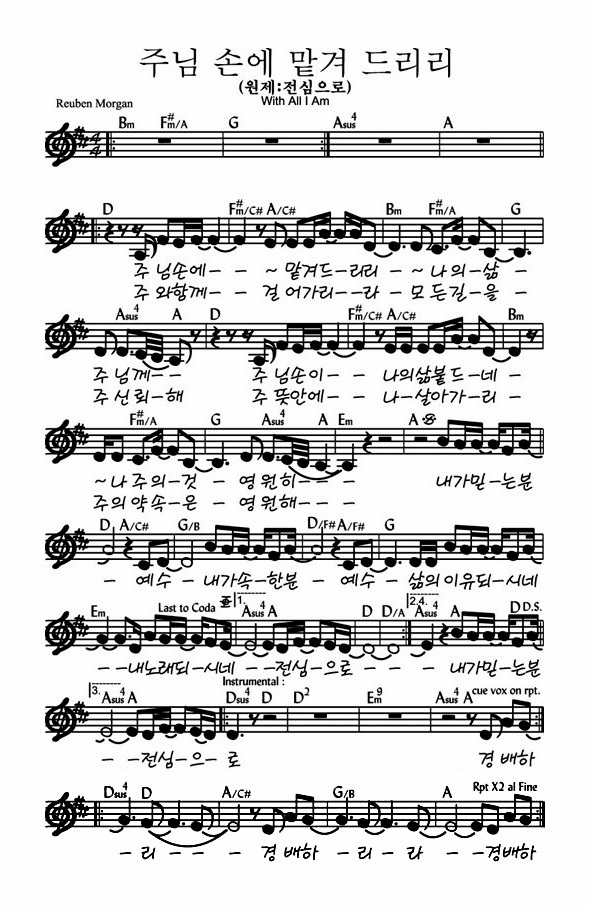 주님 손에 맡겨 드리리
(원제:전심으로)
With All I Am
Reuben Morgan
Bm F#m/A G Asus4 A
D F#m/C# A/C# Bm F#m/A G
주 님손에- - ~ 맡겨드-리리 - ~ 나의-삶-
주 와함께- - 걸어가리--라- 모든길-을-
Asus4 A D F#m/C# A/C# Bm
주 님께- - 주 님손이- - 나의삶붙드-네-
주 신뢰-해 주 뜻안에- - 나-살아가-리-
F#m/A G Asus4 A Em A
~나 주의-것 - 영원히- - - 내가믿-는분
주의약속-은 영원해- - -
D A/C# G/B D/F# A/F# G
- 예수 - 내가속-한분 - 예수 - 삶의이유되-시네
Em Last to Coda 1. Asus4 A D D/A 2,4. Asus4 A D D.S.
- -내노래되-시네 -전심-으로 내가믿-는분
3. Asus4 A Instrumental : Dsus4 D D2 Em9 Asus4 A cue vox on rpt.
- -전심-으-로 경배하
Dsus4 D A/C# G/B A Rpt X2 al Fine
- 리 - - 경배하 - 리 - 라 - -경배하